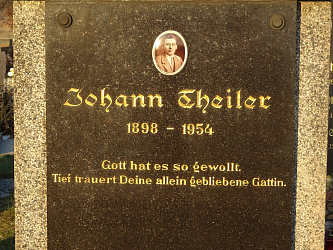 Johann Theiler
1898 - 1954
Gott hat es so gewollt.
Tief trauert Deine allein gebliebene Gattin.